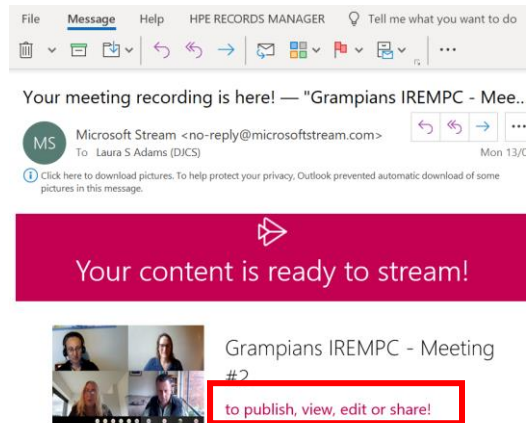 File Message Help HPE RECORDS MANAGER Tell me what you want to do
Your meeting recording is here! — "Grampians IREMPC - Mee...
MS
Microsoft Stream <no-reply@microsoftstream.com>
To Laura S Adams (DJCS)
Mon 13/0
Click here to download pictures. To help protect your privacy, Outlook prevented automatic download of some
pictures in this message.
Your content is ready to stream!
Grampians IREMPC - Meeting
#2
to publish, view, edit or share!